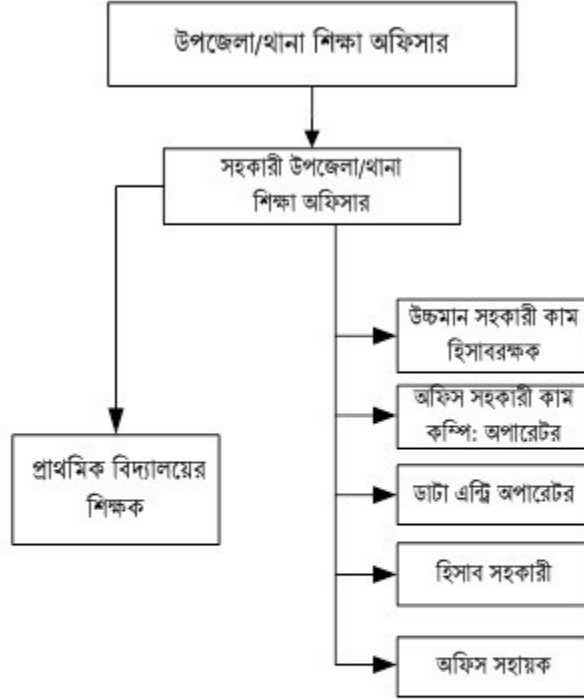 উপজেলা/থানা শিক্ষা অফিসার
সহকারী উপজেলা/থানা
শিক্ষা অফিসার
উচ্চমান সহকারী কাম
হিসাবরক্ষক
অফিস সহকারী কাম
কম্পি: অপারেটর
প্রাথমিক বিদ্যালয়ের
শিক্ষক
ডাটা এন্ট্রি অপারেটর
হিসাব সহকারী
অফিস সহায়ক